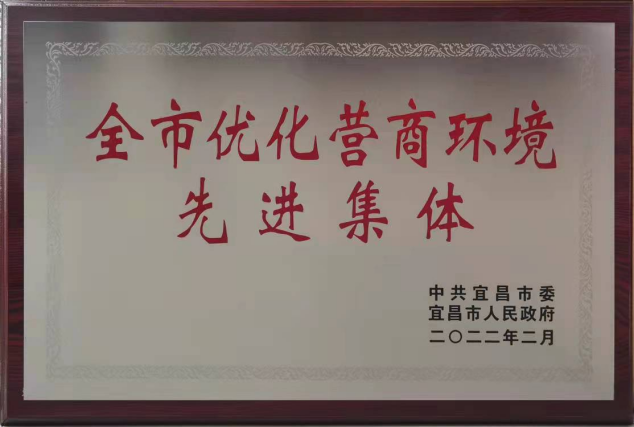 全市优化营商环境
先进集体
中共宜昌市委
宜昌市人民政府
二〇二二年二月